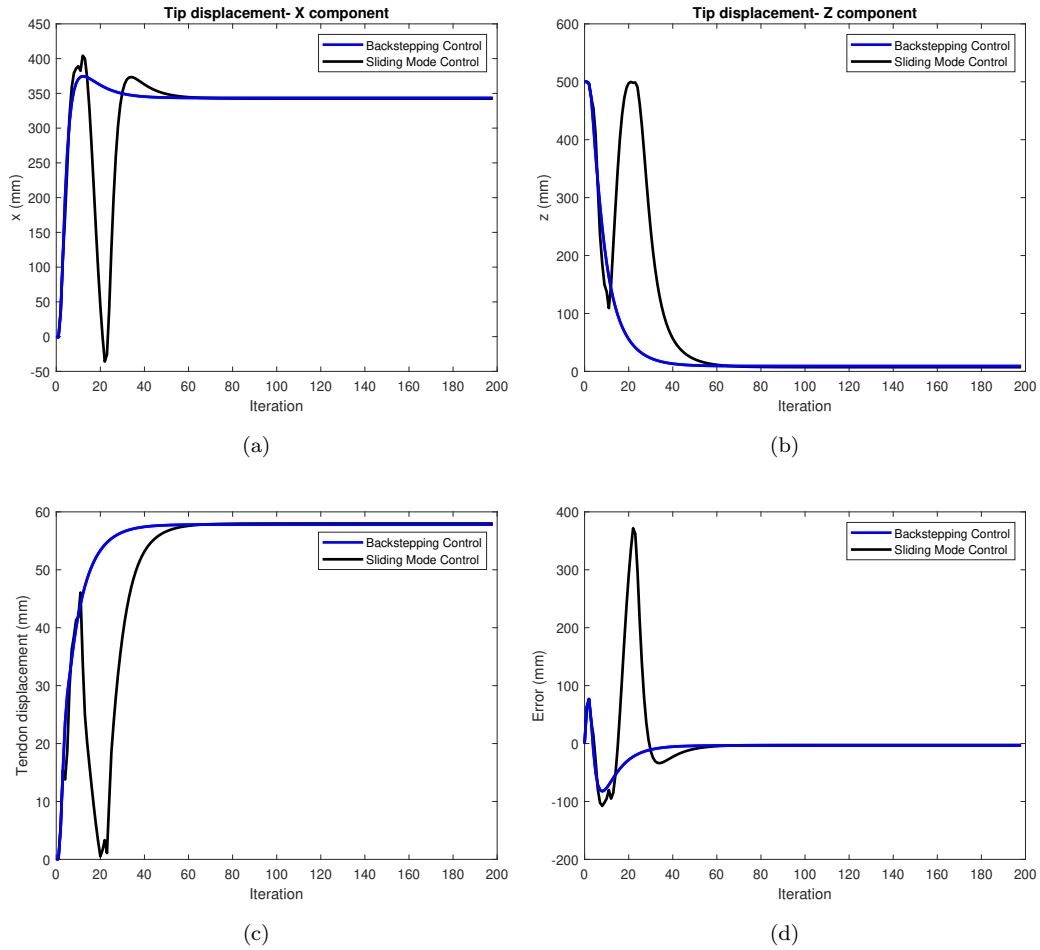 Tip displacement- X component
400 450 350 300 250 200 150 100 50 0 -50
x (mm)
Backstepping Control
Sliding Mode Control
0 20 40 60 80 100 120 140 160 180 200
Iteration
(a)
Tip displacement- Z component
600 500 400 300 200 100 0
z (mm)
Backstepping Control
Sliding Mode Control
0 20 40 60 80 100 120 140 160 180 200
Iteration
(b)
60 50 40 30 20 10 0
Tendon displacement (mm)
Backstepping Control
Sliding Mode Control
0 20 40 60 80 100 120 140 160 180 200
Iteration
(c)
400 300 200 100 0 -100 -200
Error (mm)
Backstepping Control
Sliding Mode Control
0 20 40 60 80 100 120 140 160 180 200
Iteration
(d)